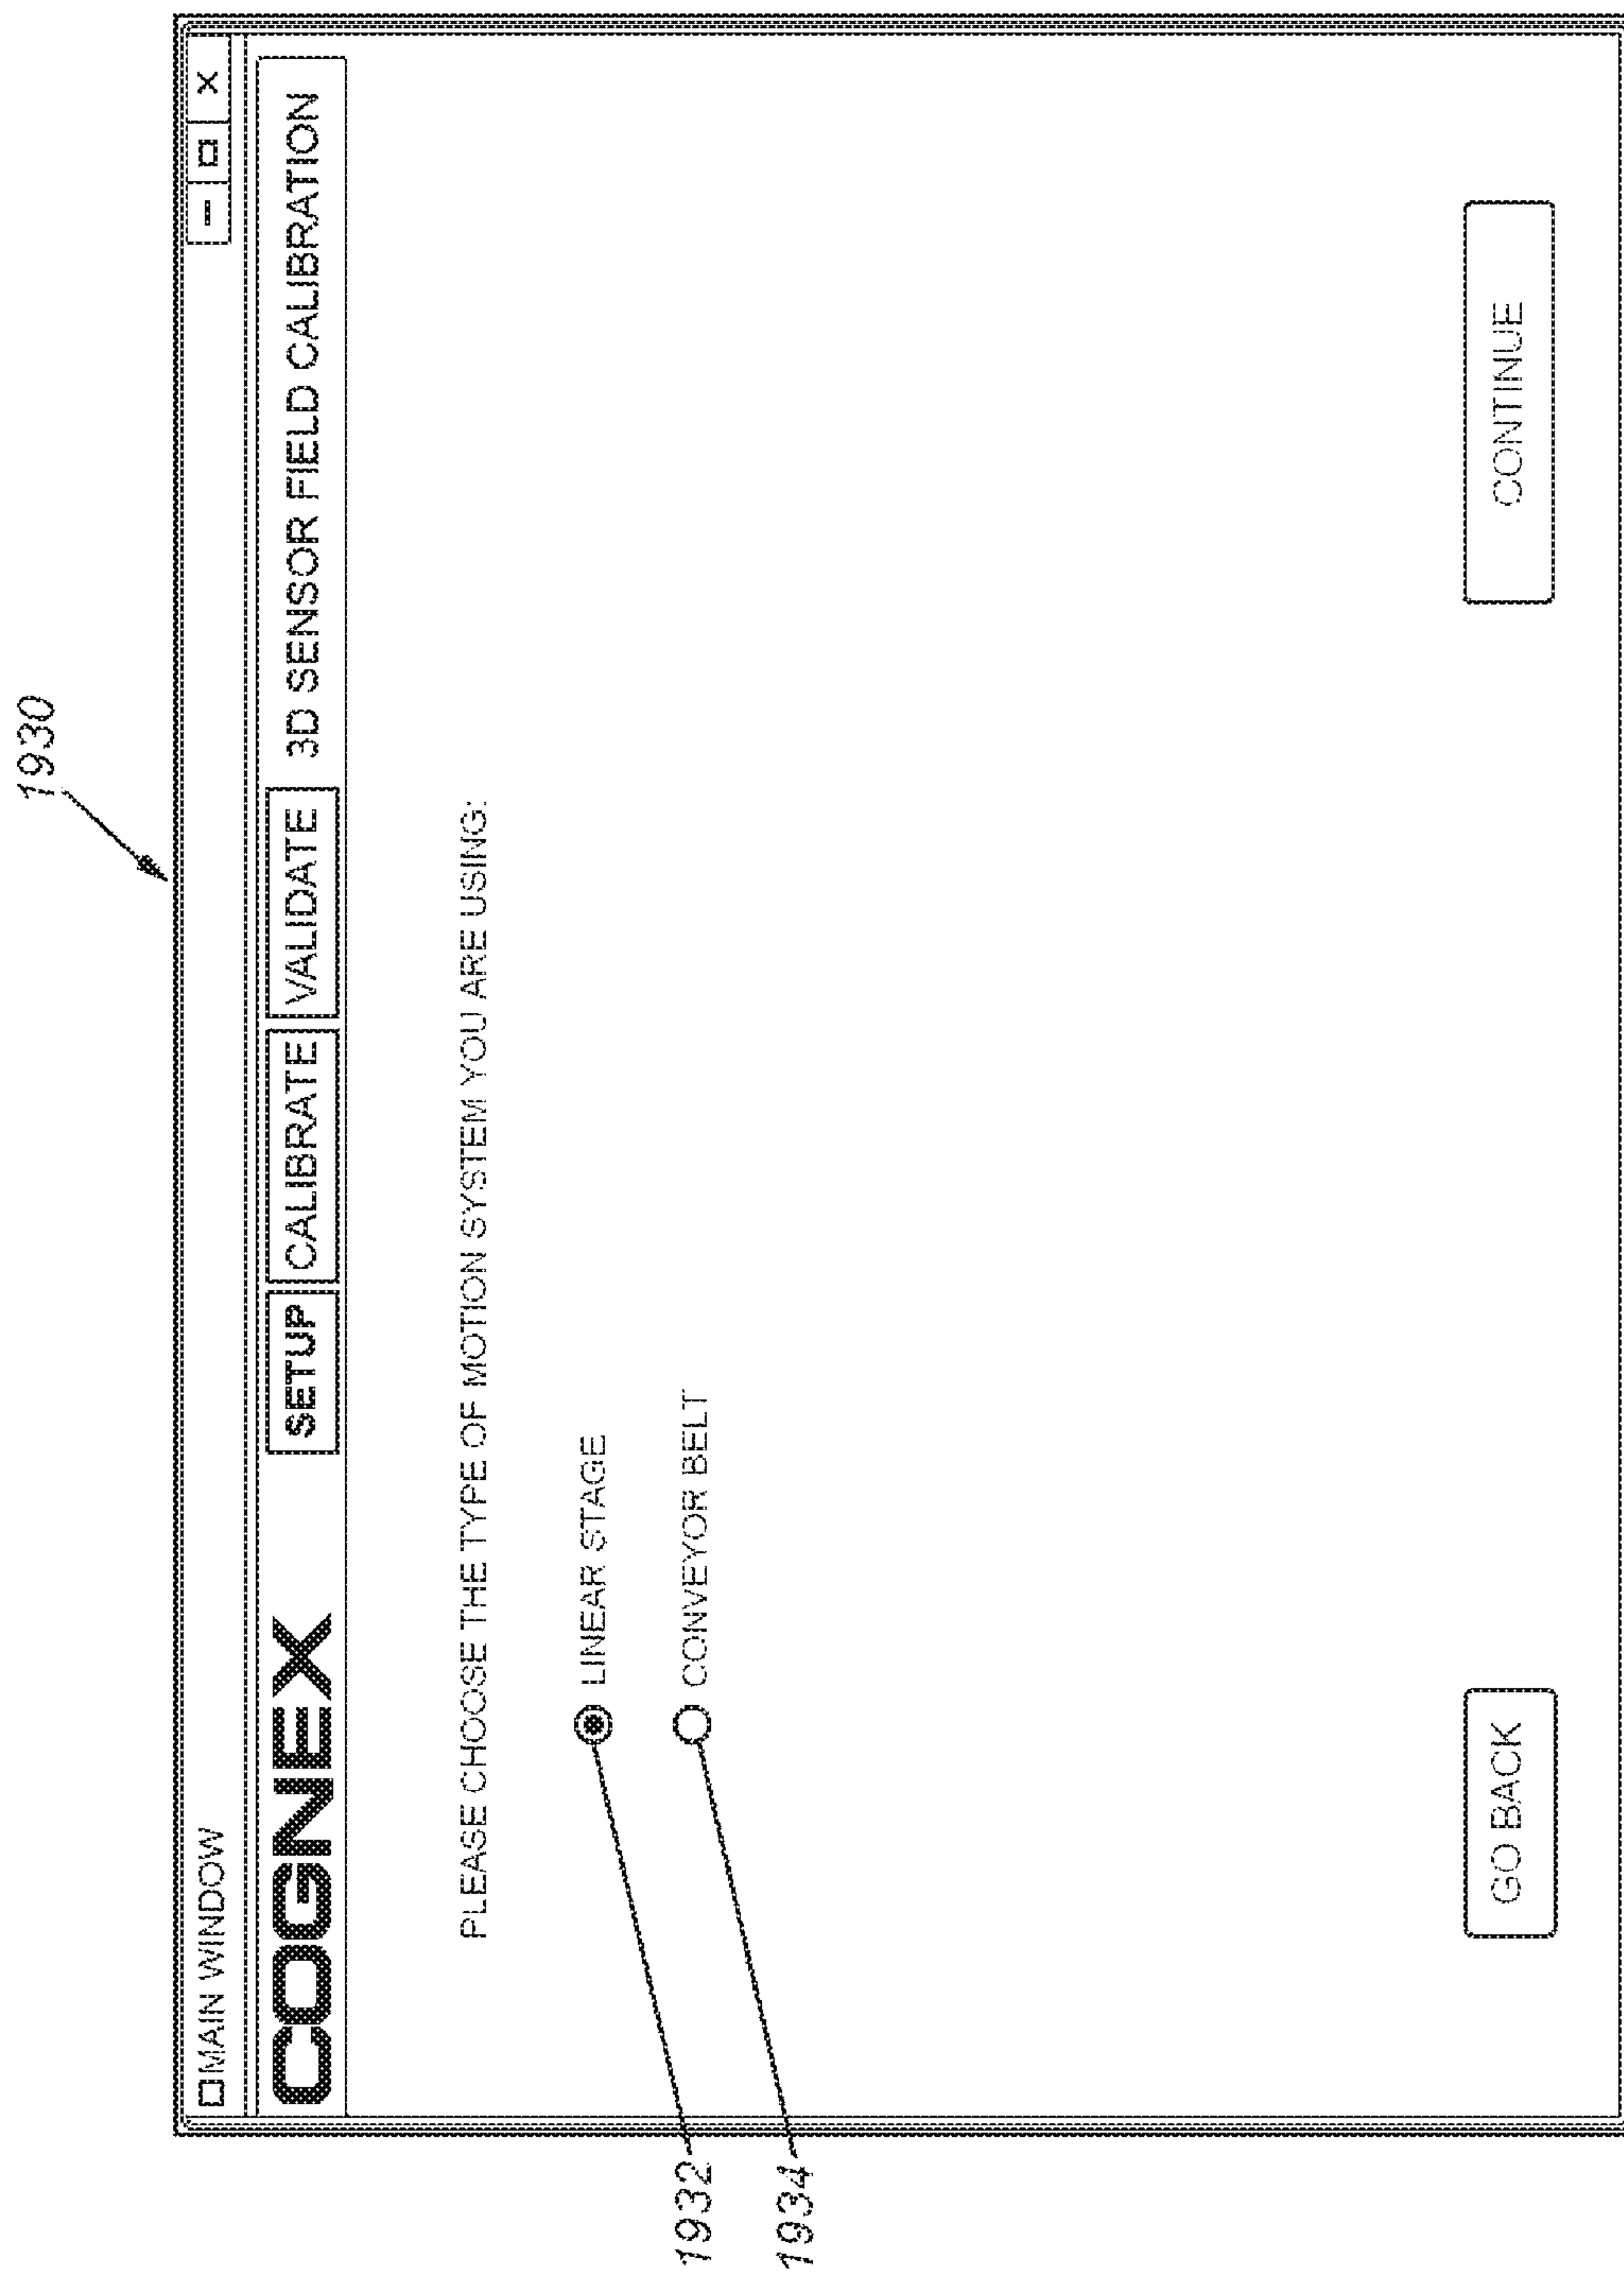 1930
MAIN WINDOW
COGNEX SETUP CALIBRATE VALIDATE 3D SENSOR FIELD CALIBRATION
PLEASE CHOOSE THE TYPE OF MOTION SYSTEM YOU ARE USING:
LINEAR STAGE
1932
CONVEYOR BELT
1934
GO BACK CONTINUE